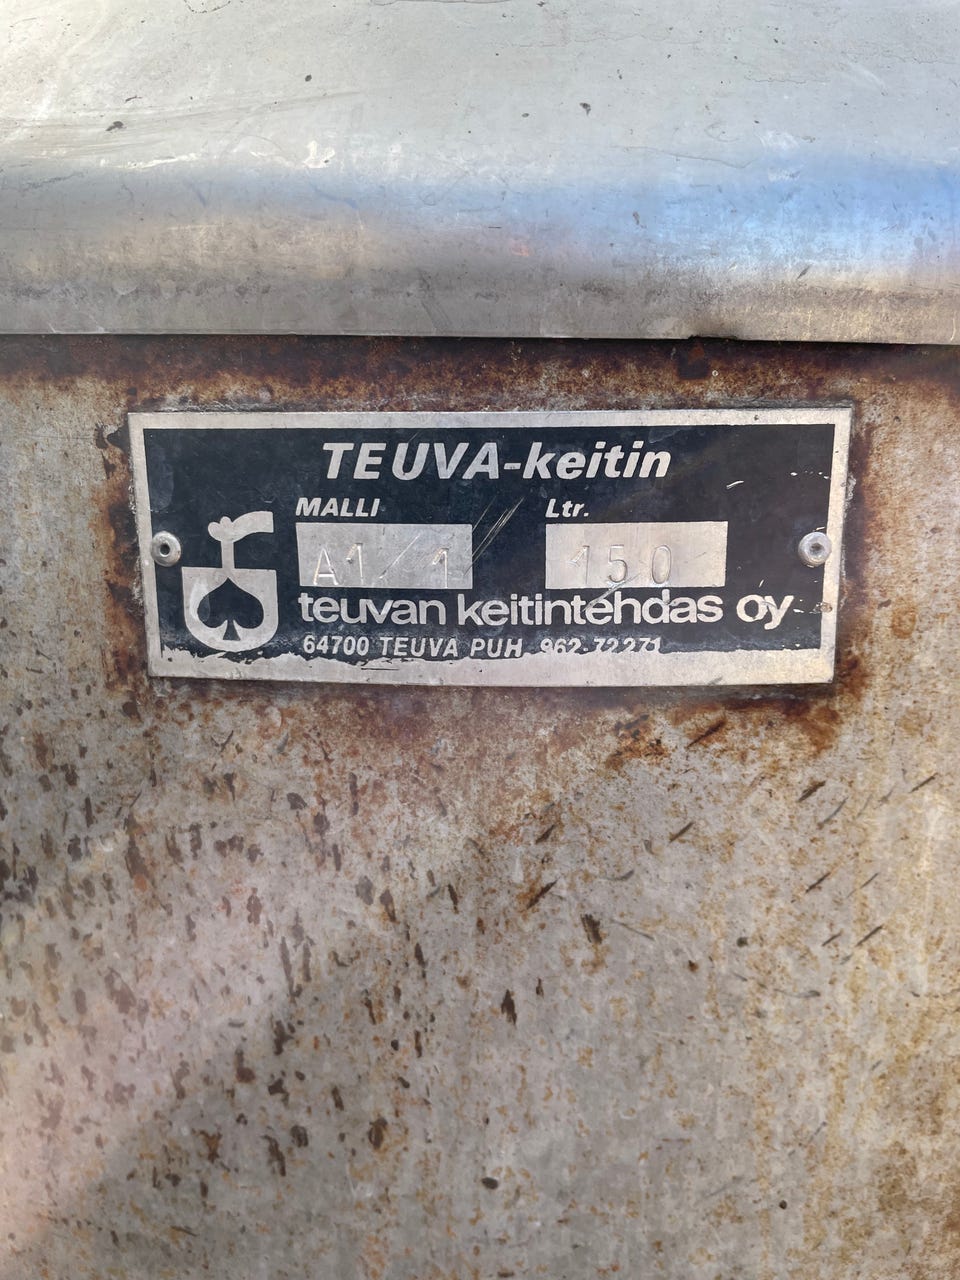 TEUVA-keitin
MALLI Ltr.
A1/1 150
teuvan keitintehdas oy
64700 TEUVA PUH 962-72271